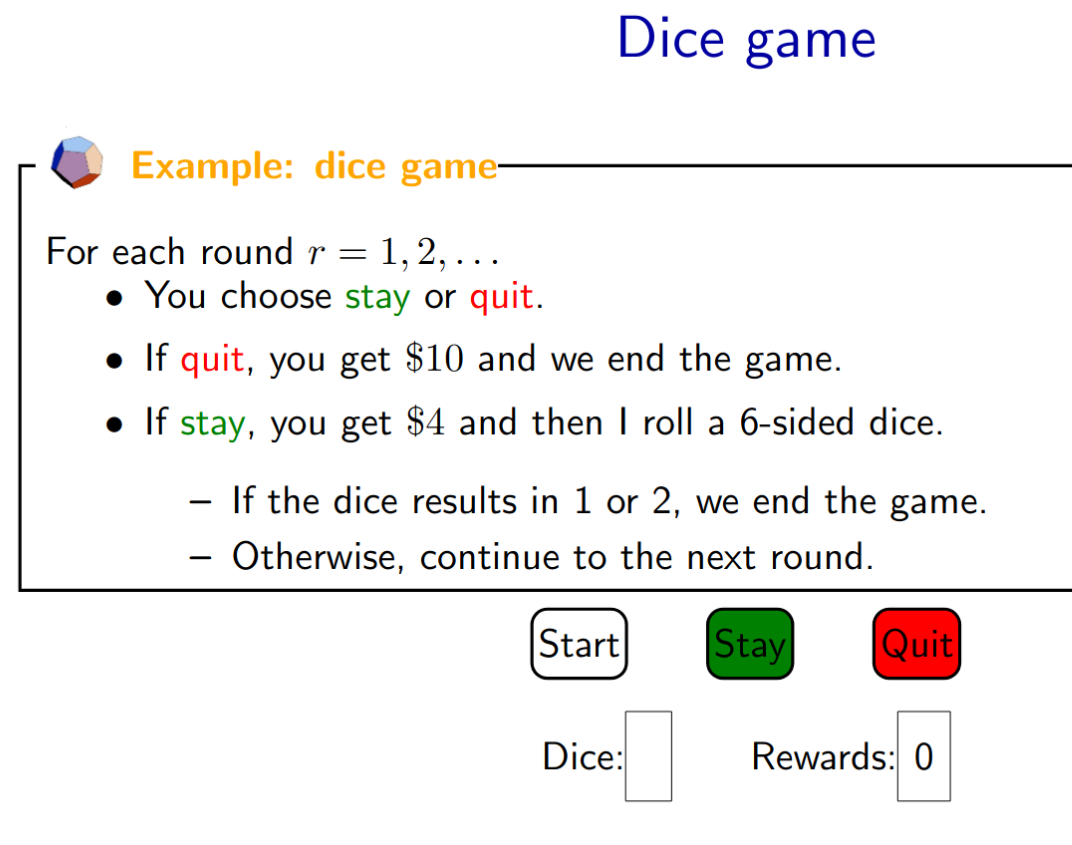 Dice game
Example: dice game
For each round r = 1, 2, . . .
• You choose stay or quit.
• If quit, you get $10 and we end the game.
• If stay, you get $4 and then I roll a 6-sided dice.
– If the dice results in 1 or 2, we end the game.
– Otherwise, continue to the next round.
Start Stay Quit
Dice: Rewards: 0